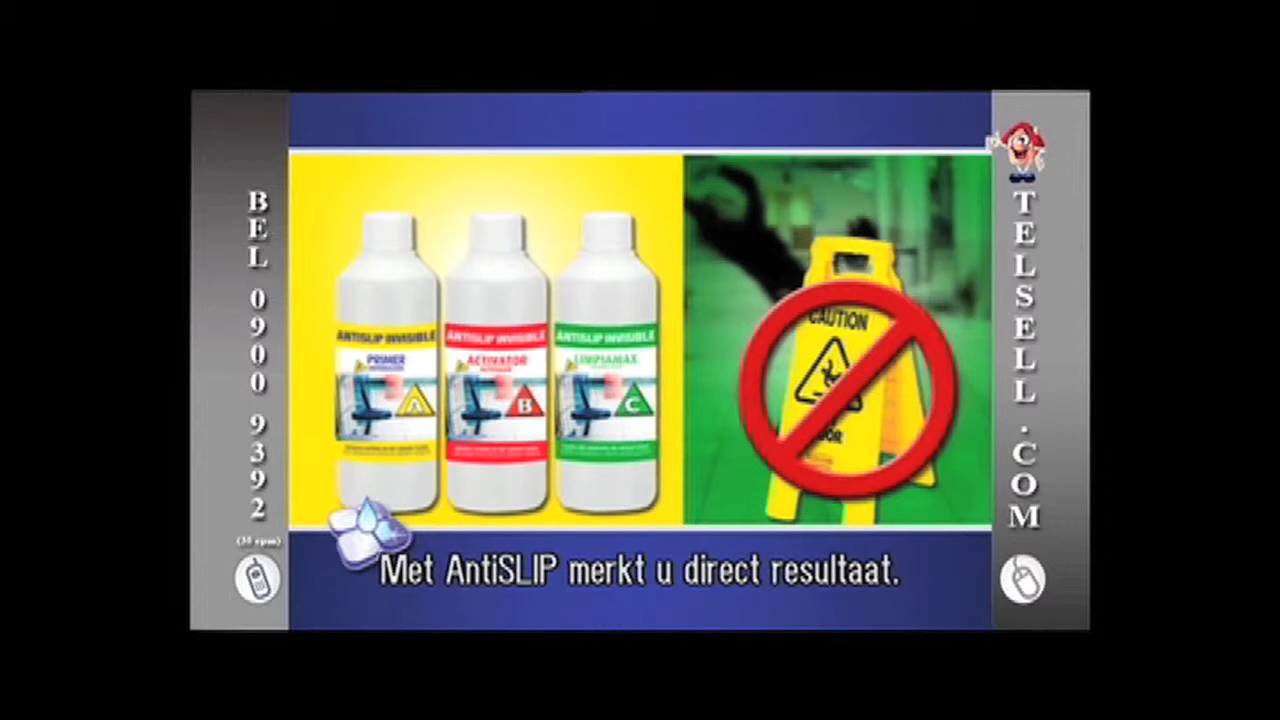 BEL 0900 9392
TELSELL.COM
ANTISLIP INVISIBLE
PRIMER
A
ANTISLIP INVISIBLE
ACTIVATOR
B
ANTISLIP INVISIBLE
LIMPIAMAX
C
CAUTION
Met AntiSLIP merkt u direct resultaat.